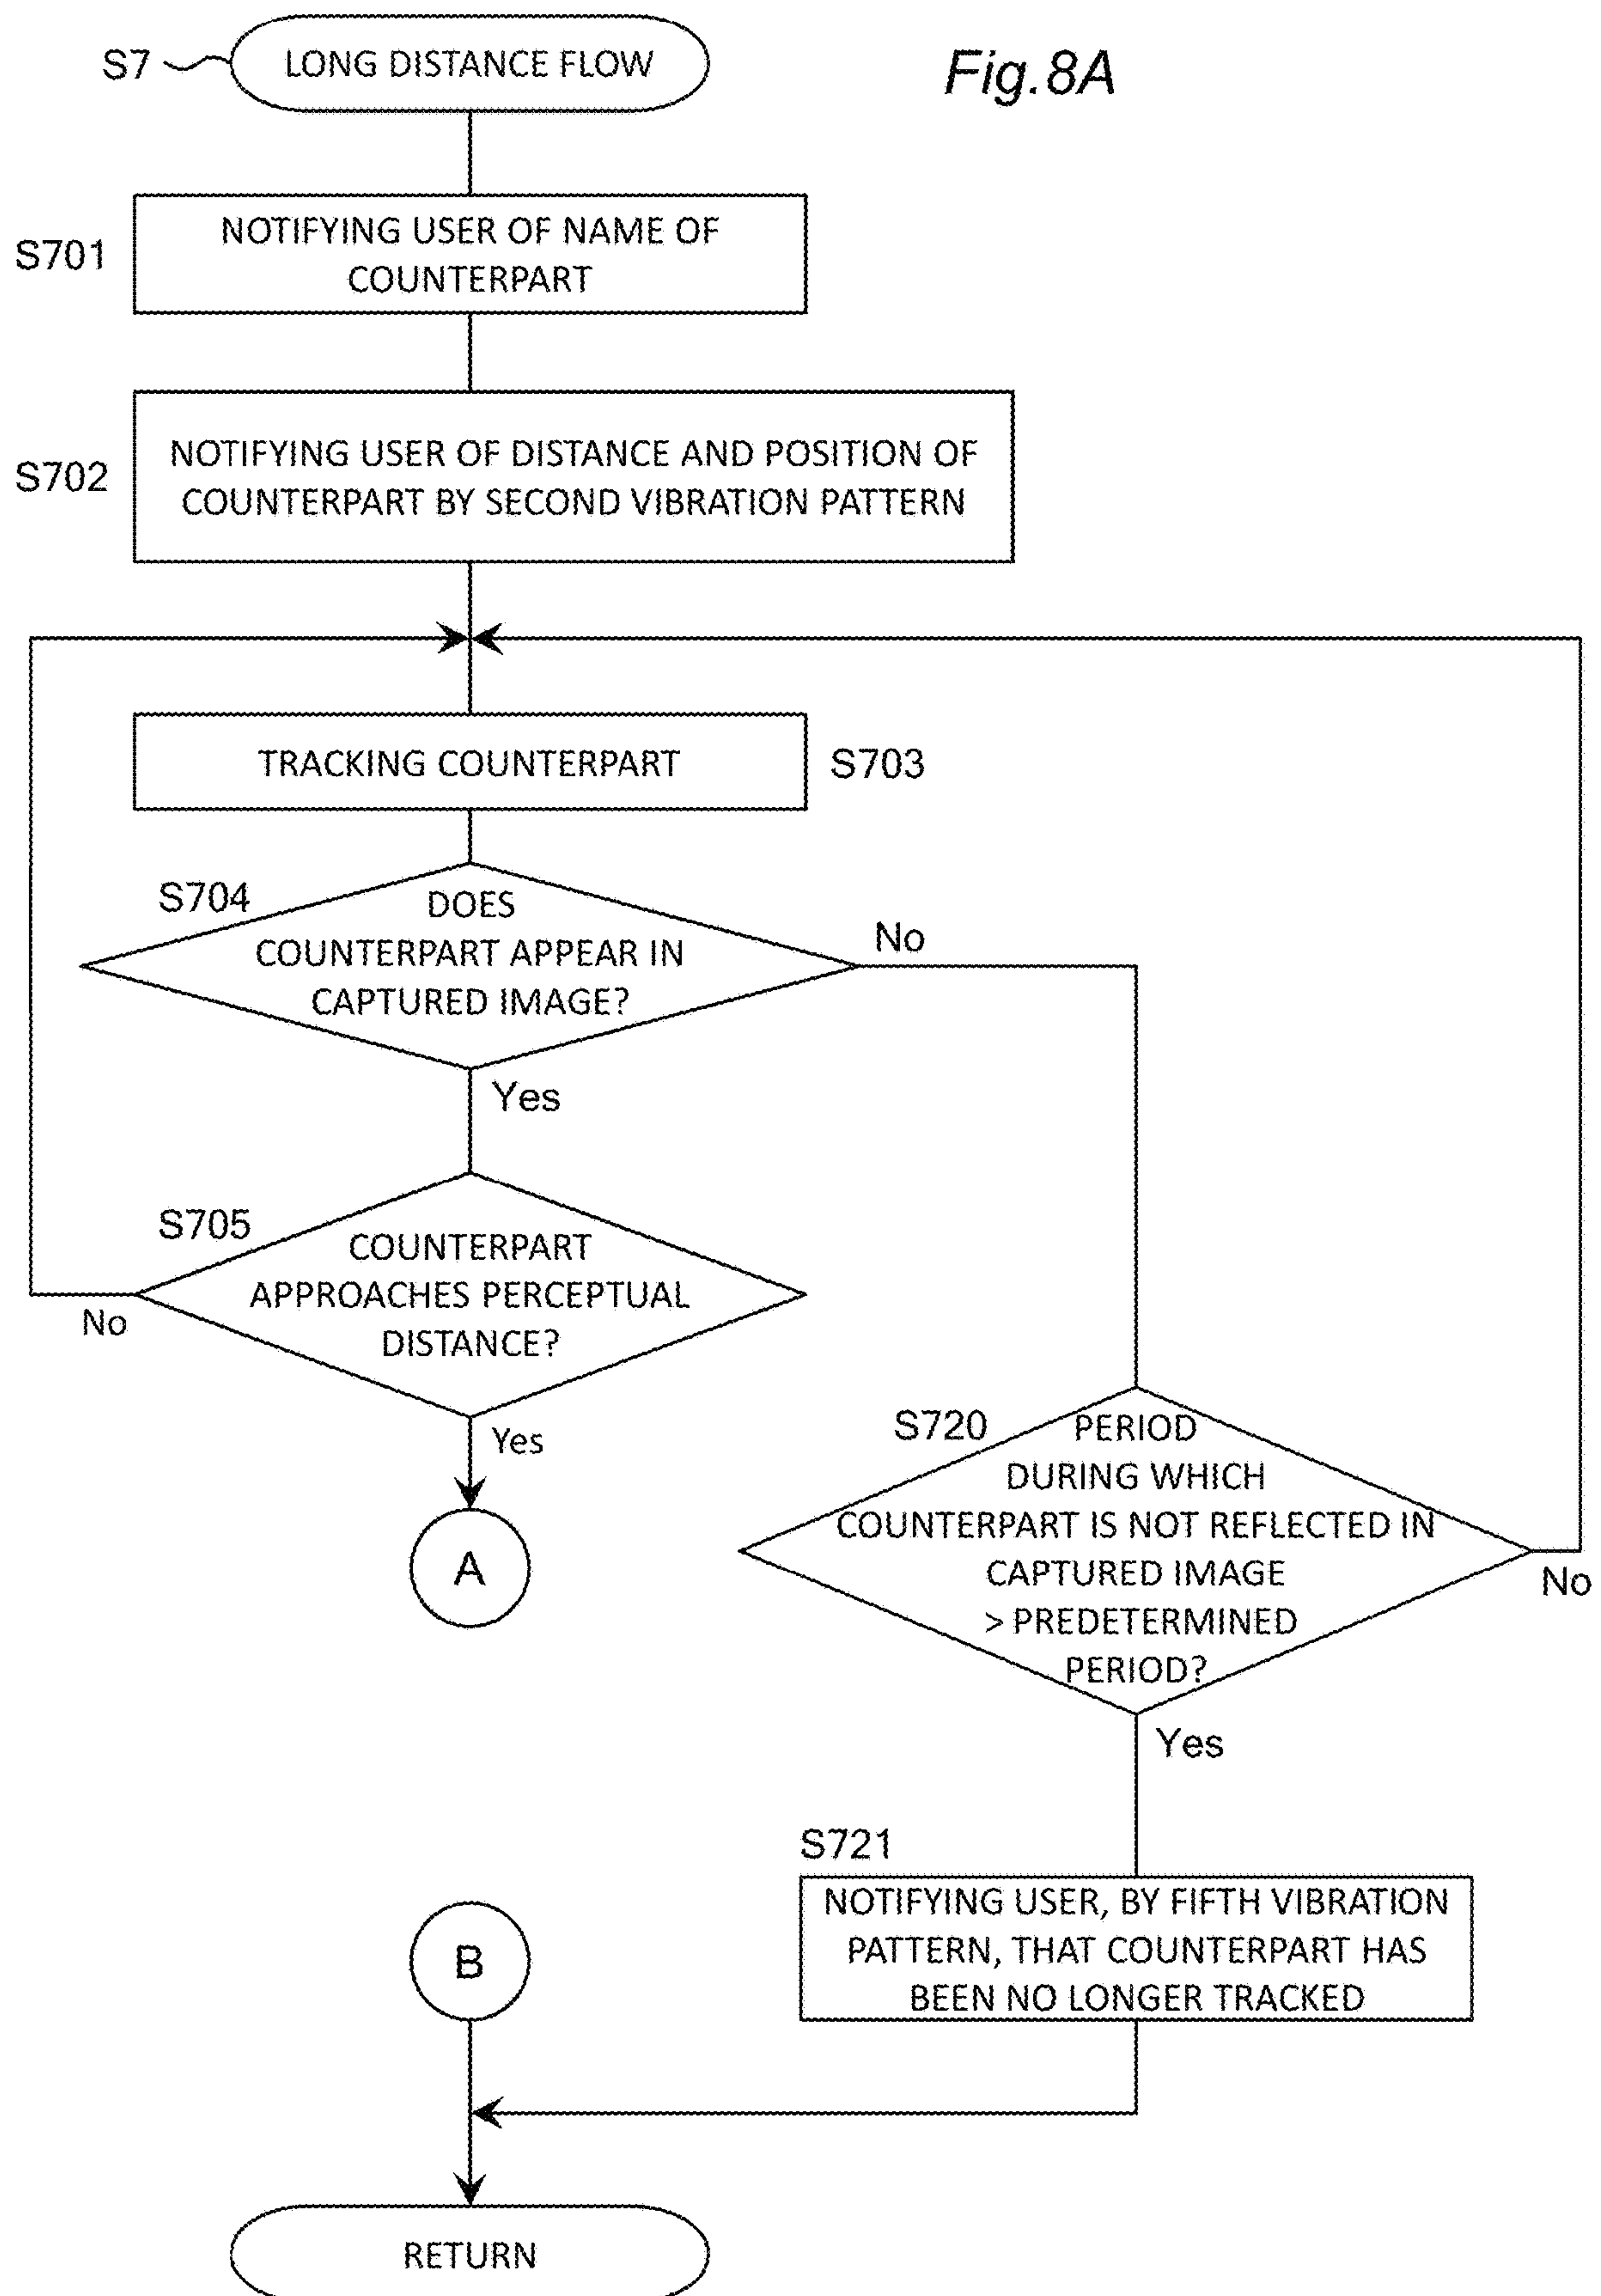 S7
LONG DISTANCE FLOW
Fig.8A
S701
NOTIFYING USER OF NAME OF
COUNTERPART
S702
NOTIFYING USER OF DISTANCE AND POSITION OF
COUNTERPART BY SECOND VIBRATION PATTERN
TRACKING COUNTERPART
S703
S704
DOES
COUNTERPART APPEAR IN
CAPTURED IMAGE?
No
Yes
S705
COUNTERPART
APPROACHES PERCEPTUAL
DISTANCE?
No
Yes
A
S720
PERIOD
DURING WHICH
COUNTERPART IS NOT REFLECTED IN
CAPTURED IMAGE
> PREDETERMINED
PERIOD?
No
Yes
S721
NOTIFYING USER, BY FIFTH VIBRATION
PATTERN, THAT COUNTERPART HAS
BEEN NO LONGER TRACKED
B
RETURN